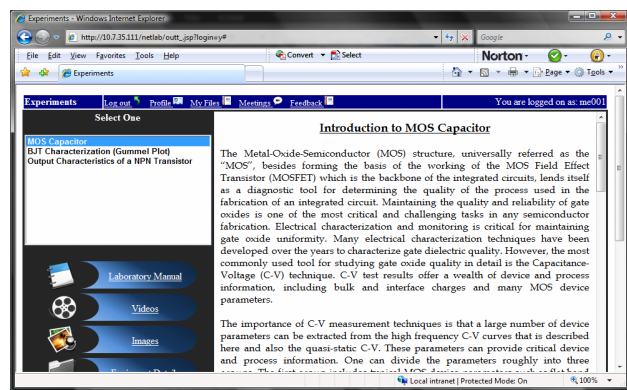 Experiments - Windows Internet Explorer
http://10.7.35.111/netlab/outt_.jsp?login=y#
Google
File Edit View Favorites Tools Help
Convert Select
Norton
Experiments
Page Tools
Experiments Log out Profile My Files Meetings Feedback You are logged on as: me001
Select One
MOS Capacitor
BJT Characterization (Gummel Plot)
Output Characteristics of a NPN Transistor
Laboratory Manual
Videos
Images
Introduction to MOS Capacitor
The Metal-Oxide-Semiconductor (MOS) structure, universally referred as the
“MOS”, besides forming the basis of the working of the MOS Field Effect
Transistor (MOSFET) which is the backbone of the integrated circuits, lends itself
as a diagnostic tool for determining the quality of the process used in the
fabrication of an integrated circuit. Maintaining the quality and reliability of gate
oxides is one of the most critical and challenging tasks in any semiconductor
fabrication. Electrical characterization and monitoring is critical for maintaining
gate oxide uniformity. Many electrical characterization techniques have been
developed over the years to characterize gate dielectric quality. However, the most
commonly used tool for studying gate oxide quality in detail is the Capacitance-
Voltage (C-V) technique. C-V test results offer a wealth of device and process
information, including bulk and interface charges and many MOS device
parameters.
The importance of C-V measurement techniques is that a large number of device
parameters can be extracted from the high frequency C-V curves that is described
here and also the quasi-static C-V. These parameters can provide critical device
and process information. One can divide the parameters roughly into three
Local intranet | Protected Mode: On 100%